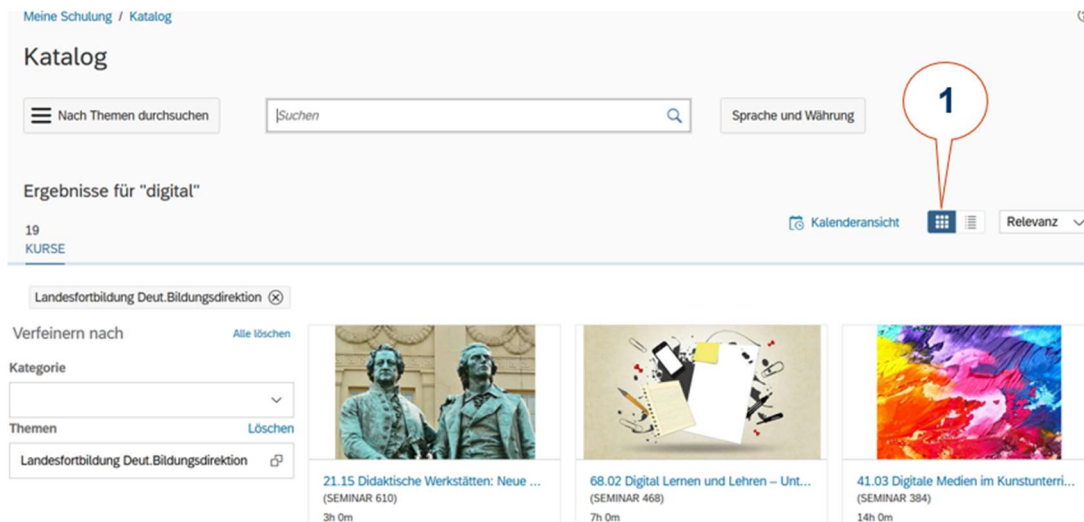 Meine Schulung / Katalog
Katalog
Nach Themen durchsuchen
Suchen
Sprache und Währung
1
Ergebnisse für "digital"
19
KURSE
Kalenderansicht
Relevanz
Landesfortbildung Deut.Bildungsdirektion
Verfeinern nach
Alle löschen
Kategorie
Themen
Löschen
Landesfortbildung Deut.Bildungsdirektion
21.15 Didaktische Werkstätten: Neue ...
(SEMINAR 610)
3h 0m
68.02 Digital Lernen und Lehren – Unt...
(SEMINAR 468)
7h 0m
41.03 Digitale Medien im Kunstunterri...
(SEMINAR 384)
14h 0m